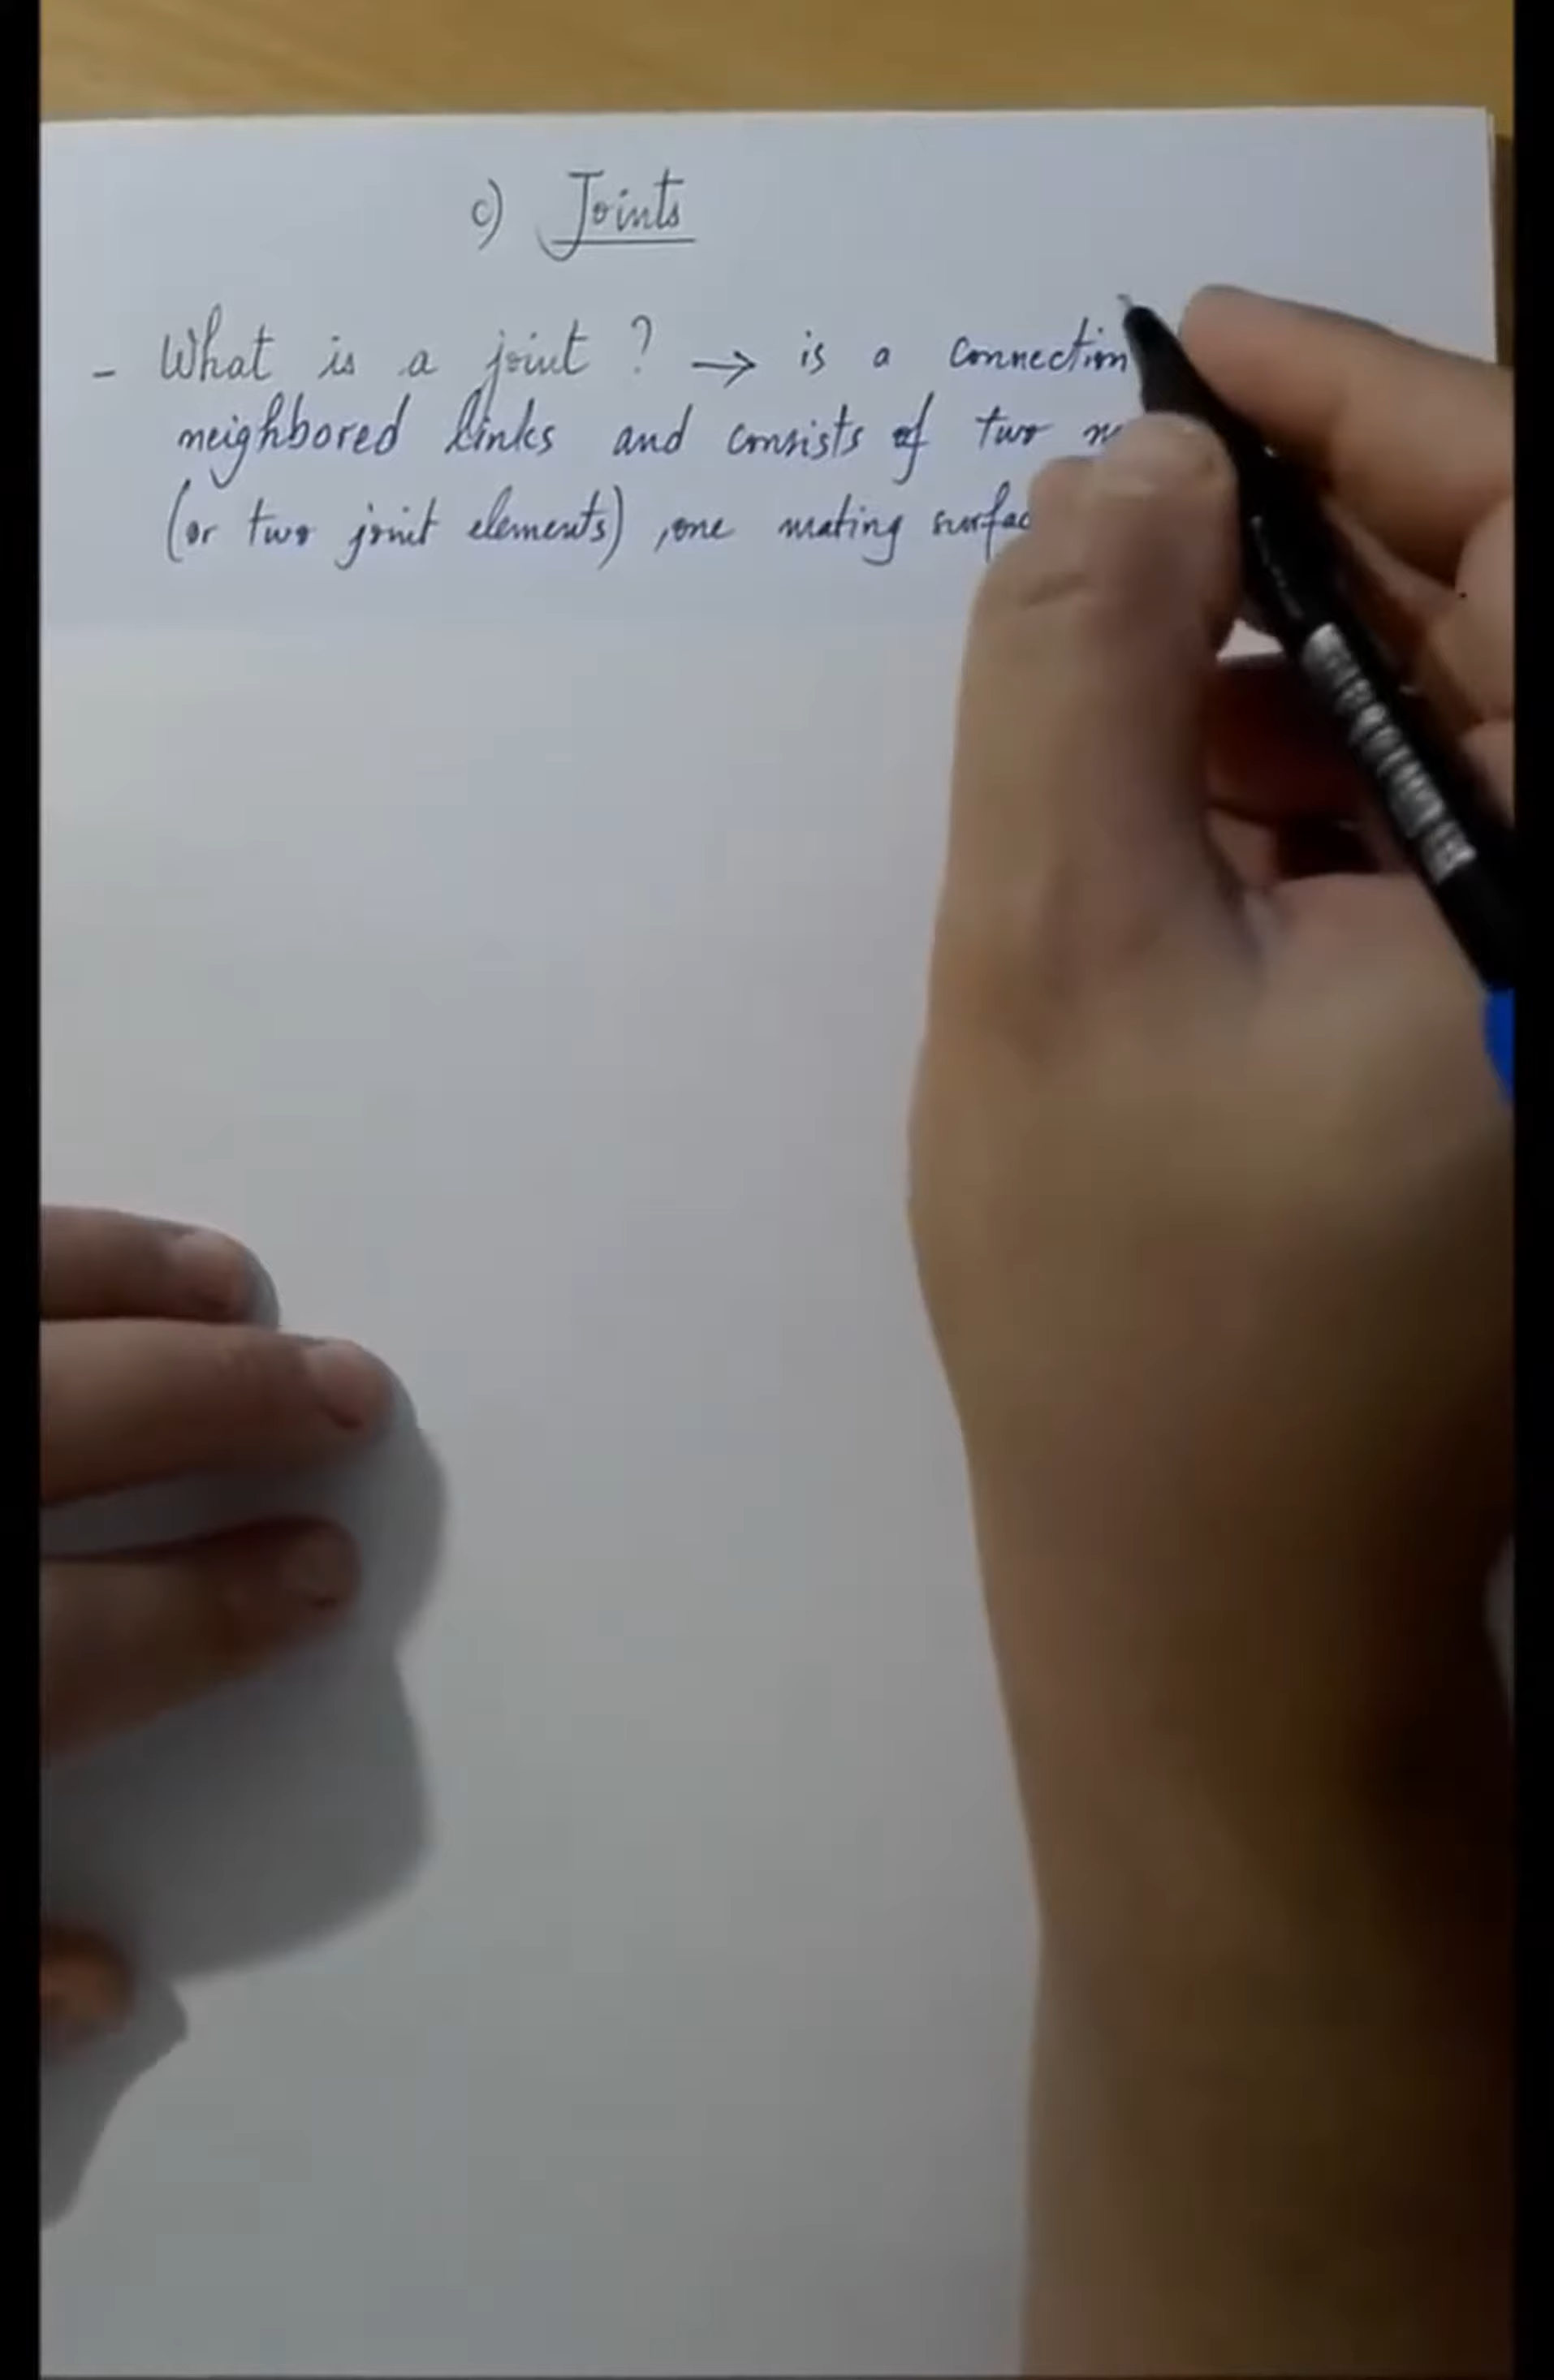 c) Joints
- What is a joint ? → is a connection
neighbored links and consists of two
(or two joint elements) , one mating